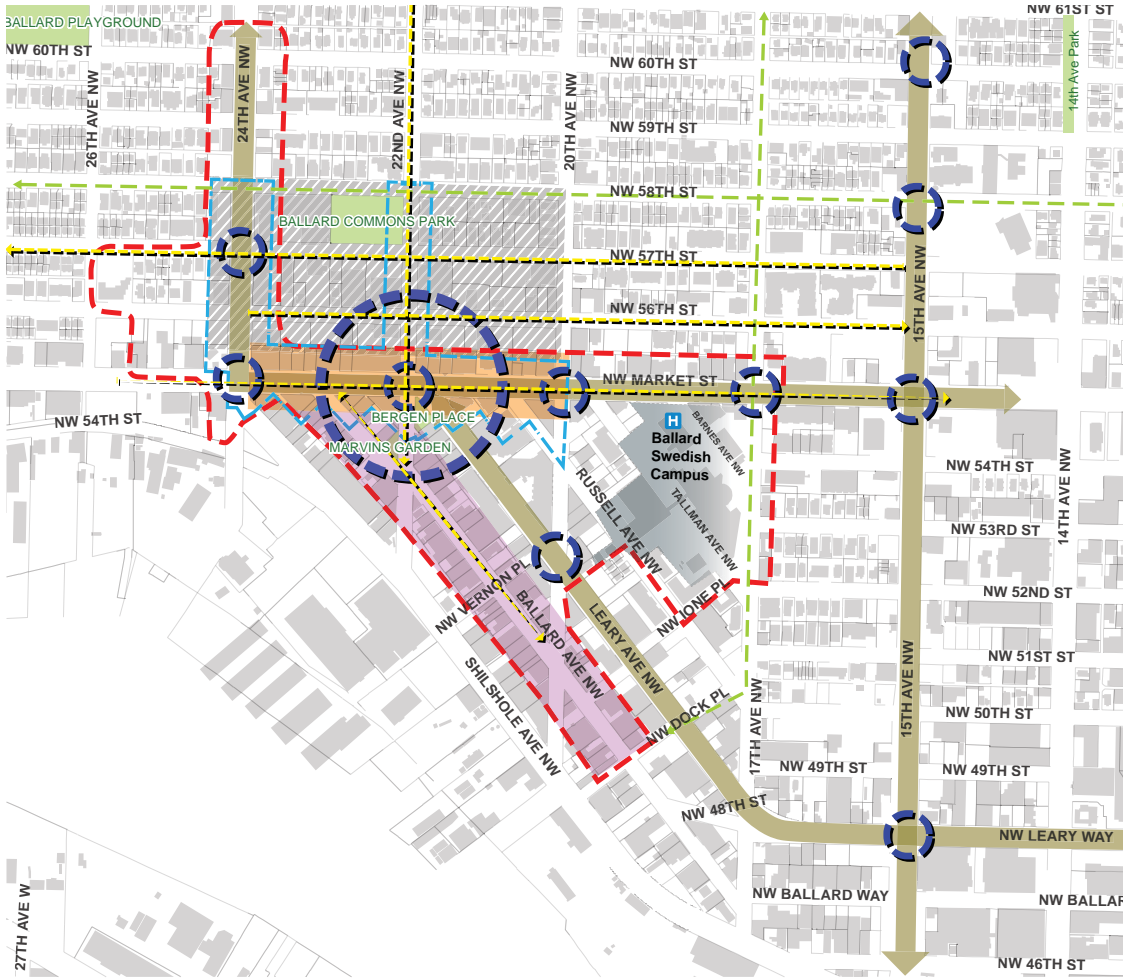 NW 61ST ST
BALLARD PLAYGROUND
NW 60TH ST
NW 60TH ST
24TH AVE NW
26TH AVE NW
22ND AVE NW
20TH AVE NW
14th Ave Park
NW 59TH ST
NW 58TH ST
BALLARD COMMONS PARK
NW 57TH ST
NW 56TH ST
15TH AVE NW
NW MARKET ST
NW 54TH ST
BERGEN PLACE
MARVINS GARDEN
H
Ballard
Swedish
Campus
BARNES AVE NW
TALLMAN AVE NW
RUSSELL AVE NW
NW 54TH ST
14TH AVE NW
NW 53RD ST
NW VERNON PL
BALLARD AVE NW
LEARY AVE NW
NW IONE PL
NW 52ND ST
NW 51ST ST
SHILSHOLE AVE NW
NW DOCK PL
17TH AVE NW
15TH AVE NW
NW 50TH ST
NW 49TH ST
NW 49TH ST
NW 48TH ST
NW LEARY WAY
NW BALLARD WAY
NW BALLAR
27TH AVE W
NW 46TH ST